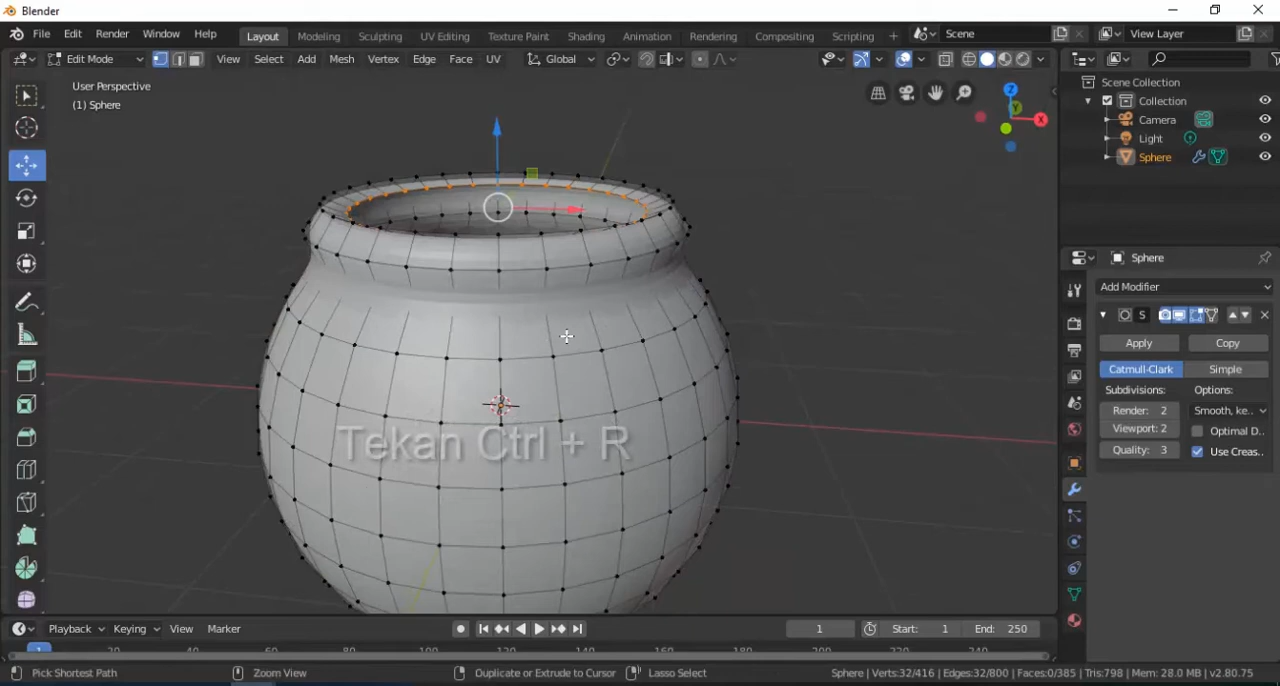 Blender
File Edit Render Window Help Layout Modeling Sculpting UV Editing Texture Paint Shading Animation Rendering Compositing Scripting + Scene View Layer
Edit Mode View Select Add Mesh Vertex Edge Face UV Global
User Perspective
(1) Sphere
Z
Y
X
Scene Collection
Collection
Camera
Light
Sphere
Sphere
Add Modifier
S
Apply Copy
Catmull-Clark Simple
Subdivisions: Options:
Render: 2 Smooth, ke..
Viewport: 2 Optimal D..
Quality: 3 Use Creas..
Tekan Ctrl + R
Playback Keying View Marker 1 Start: 1 End: 250
1 20
Pick Shortest Path Zoom View Duplicate or Extrude to Cursor Lasso Select Sphere | Verts:32/416 | Edges:32/800 | Faces:0/385 | Tris:798 | Mem: 28.0 MB | v2.80.75